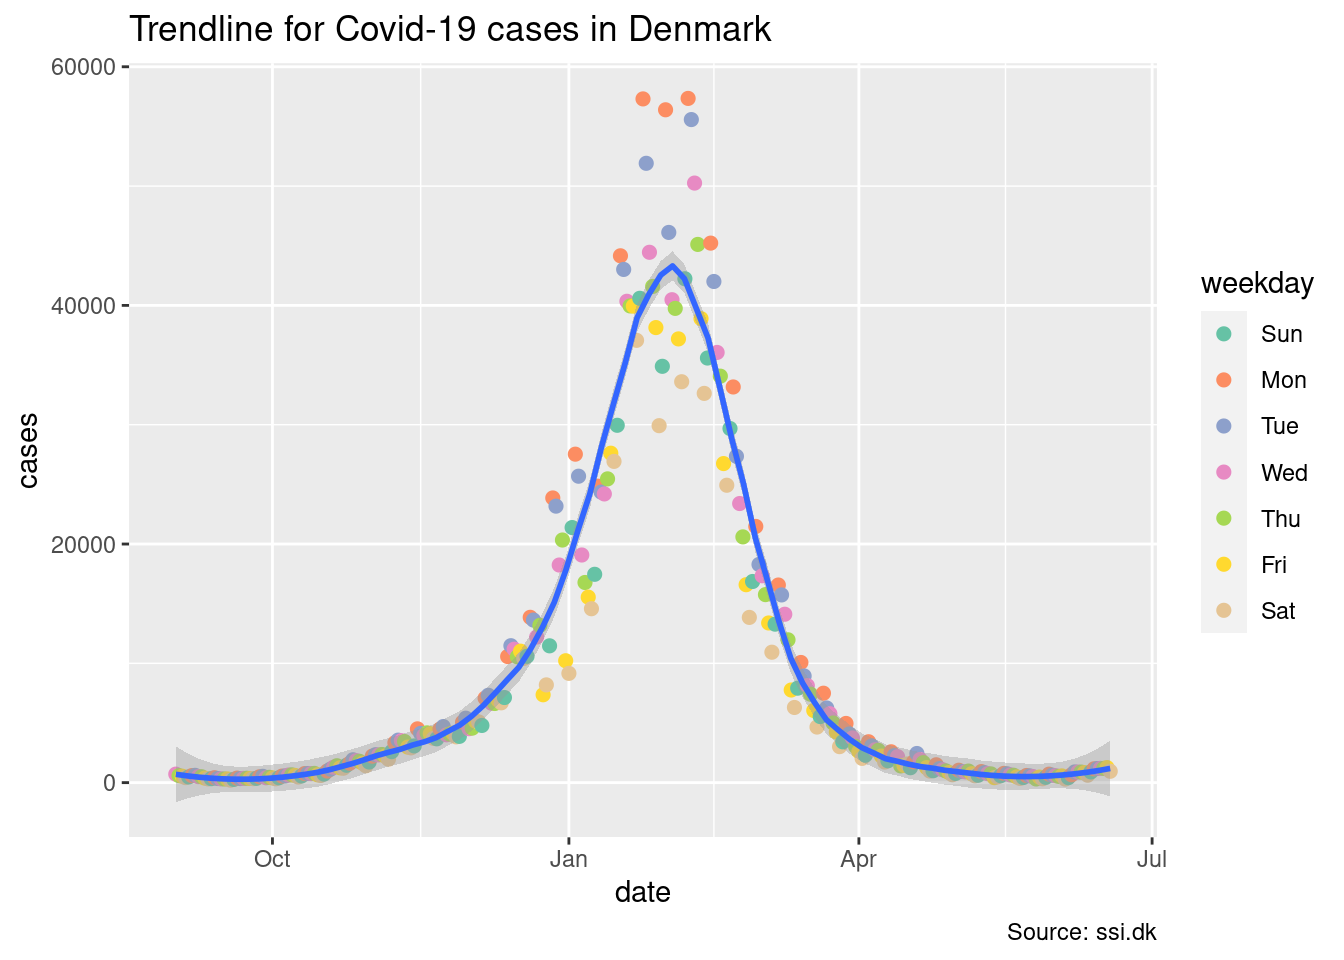 Trendline for Covid-19 cases in Denmark
60000
40000
20000
0
cases
Oct
Jan
Apr
Jul
date
weekday
Sun
Mon
Tue
Wed
Thu
Fri
Sat
Source: ssi.dk